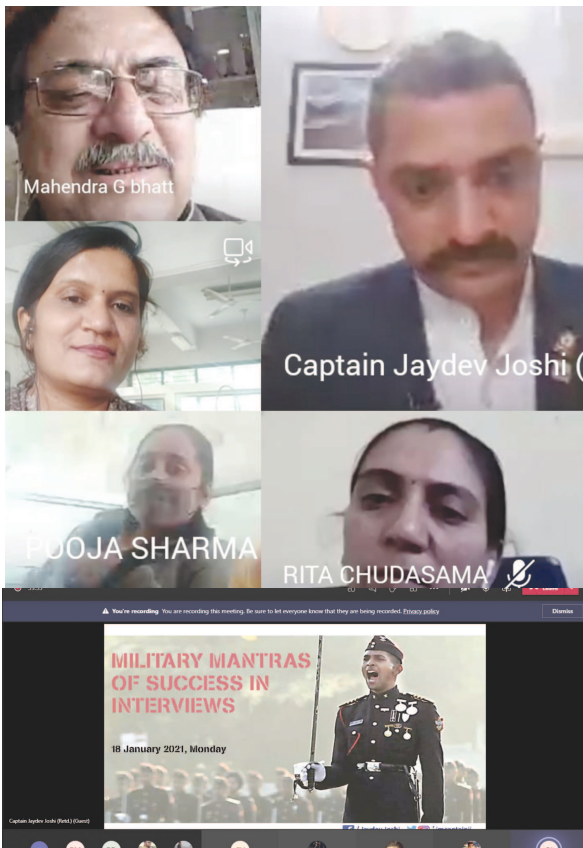 Mahendra G bhatt
Captain Jaydev Joshi (
POOJA SHARMA
RITA CHUDASAMA
You're recording You are recording this meeting. Be sure to let everyone know that they are being recorded. Privacy policy
Dismiss
MILITARY MANTRAS
OF SUCCESS IN
INTERVIEWS
18 January 2021, Monday
Captain Jaydev Joshi (Retd.) (Guest)